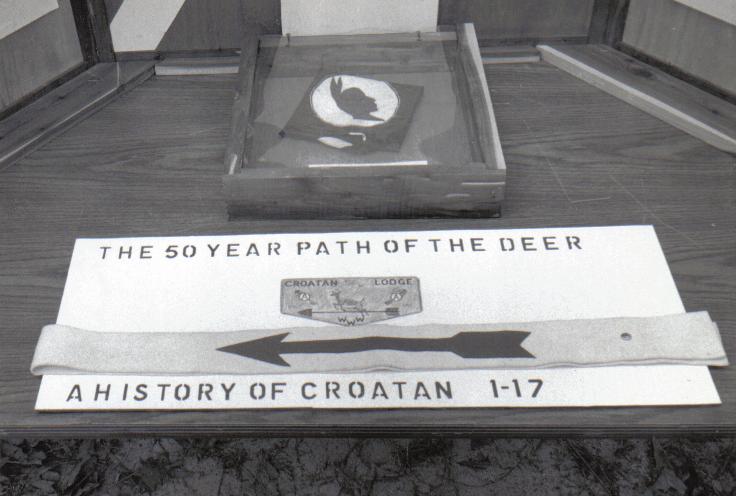 THE 50 YEAR PATH OF THE DEER
CROATAN LODGE
WWW
A HISTORY OF CROATAN 1-17